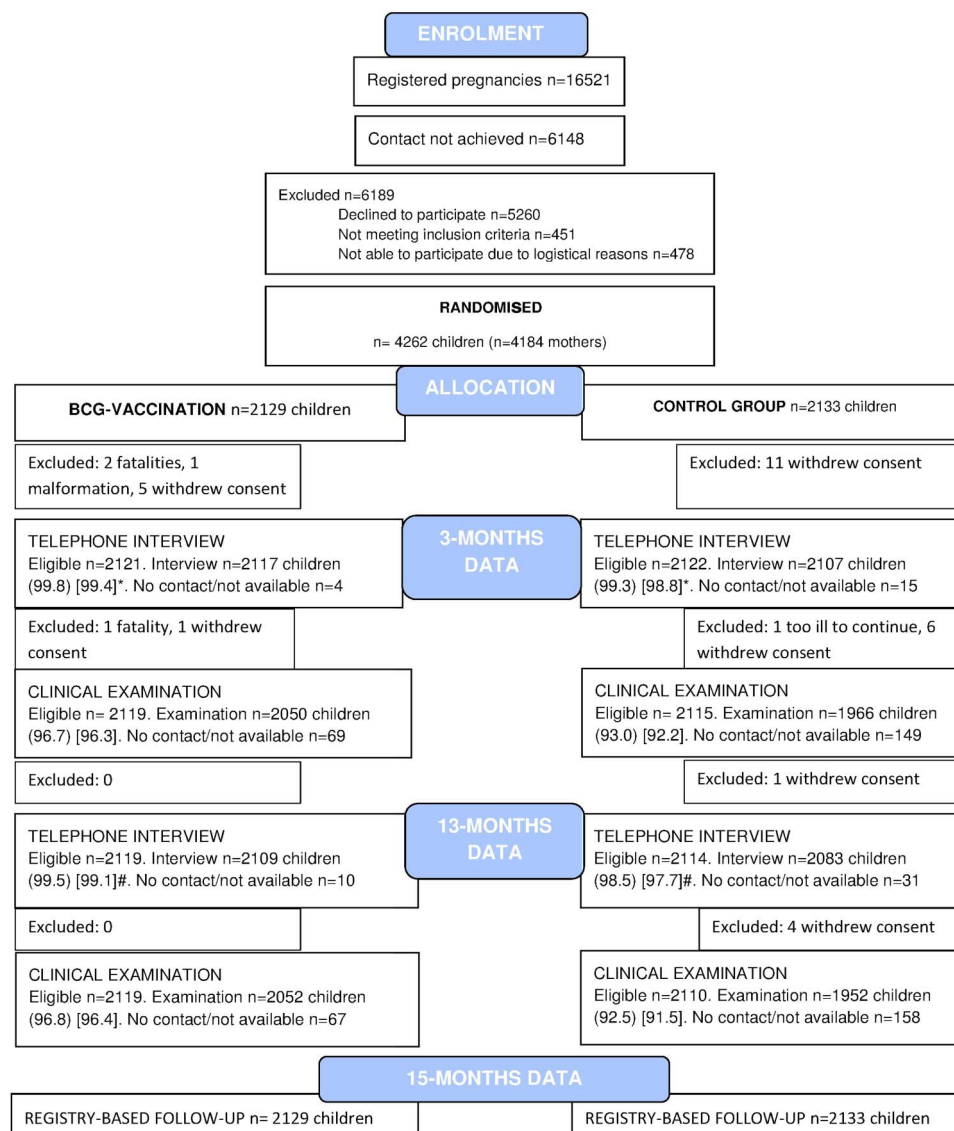 ENROLMENT
Registered pregnancies n=16521
Contact not achieved n=6148
Excluded n=6189
Declined to participate n=5260
Not meeting inclusion criteria n=451
Not able to participate due to logistical reasons n=478
RANDOMISED
n= 4262 children (n=4184 mothers)
ALLOCATION
BCG-VACCINATION n=2129 children
CONTROL GROUP n=2133 children
Excluded: 2 fatalities, 1
malformation, 5 withdrew consent
Excluded: 11 withdrew consent
3-MONTHS
DATA
TELEPHONE INTERVIEW
Eligible n=2121. Interview n=2117 children
(99.8) [99.4]*. No contact/not available n=4
TELEPHONE INTERVIEW
Eligible n=2122. Interview n=2107 children
(99.3) [98.8]*. No contact/not available n=15
Excluded: 1 fatality, 1 withdrew
consent
Excluded: 1 too ill to continue, 6
withdrew consent
CLINICAL EXAMINATION
Eligible n= 2119. Examination n=2050 children
(96.7) [96.3]. No contact/not available n=69
CLINICAL EXAMINATION
Eligible n= 2115. Examination n=1966 children
(93.0) [92.2]. No contact/not available n=149
Excluded: 0
Excluded: 1 withdrew consent
13-MONTHS
DATA
TELEPHONE INTERVIEW
Eligible n=2119. Interview n=2109 children
(99.5) [99.1]#. No contact/not available n=10
TELEPHONE INTERVIEW
Eligible n=2114. Interview n=2083 children
(98.5) [97.7]#. No contact/not available n=31
Excluded: 0
Excluded: 4 withdrew consent
CLINICAL EXAMINATION
Eligible n=2119. Examination n=2052 children
(96.8) [96.4]. No contact/not available n=67
CLINICAL EXAMINATION
Eligible n=2110. Examination n=1952 children
(92.5) [91.5]. No contact/not available n=158
15-MONTHS DATA
REGISTRY-BASED FOLLOW-UP n= 2129 children
REGISTRY-BASED FOLLOW-UP n=2133 children